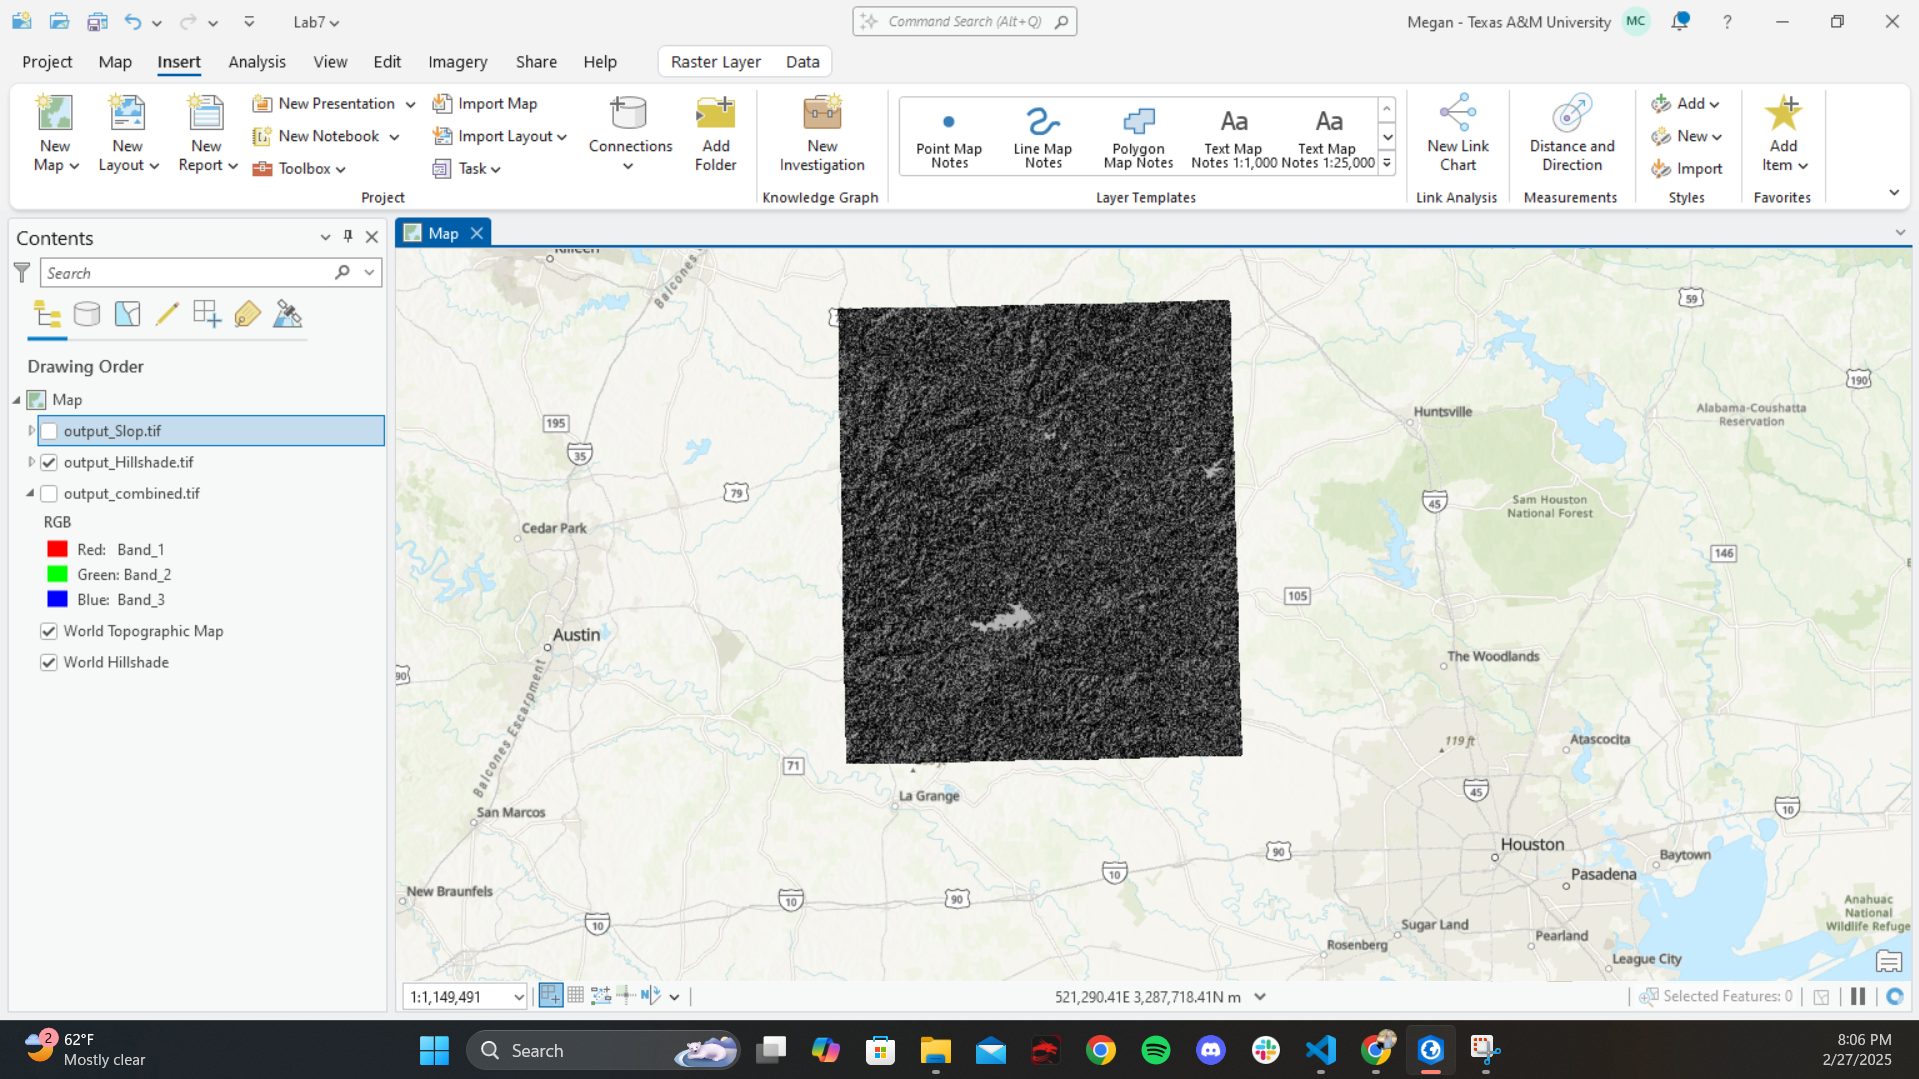 Lab7
Command Search (Alt+Q)
Megan - Texas A&M University
MC
?
Project
Map
Insert
Analysis
View
Edit
Imagery
Share
Help
Raster Layer
Data
New
Map
New
Layout
New
Report
New Presentation
New Notebook
Toolbox
Import Map
Import Layout
Task
Connections
Add
Folder
Project
New
Investigation
Knowledge Graph
Point Map
Notes
Line Map
Notes
Polygon
Map Notes
Aa
Text Map
Notes 1:1,000
Aa
Text Map
Notes 1:25,000
Layer Templates
New Link
Chart
Link Analysis
Distance and
Direction
Measurements
Add
New
Import
Styles
Add
Item
Favorites
Contents
Search
Drawing Order
Map
output_Slop.tif
output_Hillshade.tif
output_combined.tif
RGB
Red: Band_1
Green: Band_2
Blue: Band_3
World Topographic Map
World Hillshade
Map
Killeen
Balcones
59
190
Huntsville
Alabama-Coushatta
Reservation
195
35
79
45
Sam Houston
National Forest
Cedar Park
146
105
Austin
90
The Woodlands
Balcones Escarpment
119 ft
Atascocita
71
La Grange
45
San Marcos
10
Houston
Baytown
90
Pasadena
10
New Braunfels
10
90
10
Anahuac
National
Wildlife Refuge
Sugar Land
Pearland
Rosenberg
League City
1:1,149,491
521,290.41E 3,287,718.41N m
Selected Features: 0
2
62°F
Mostly clear
Search
8:06 PM
2/27/2025